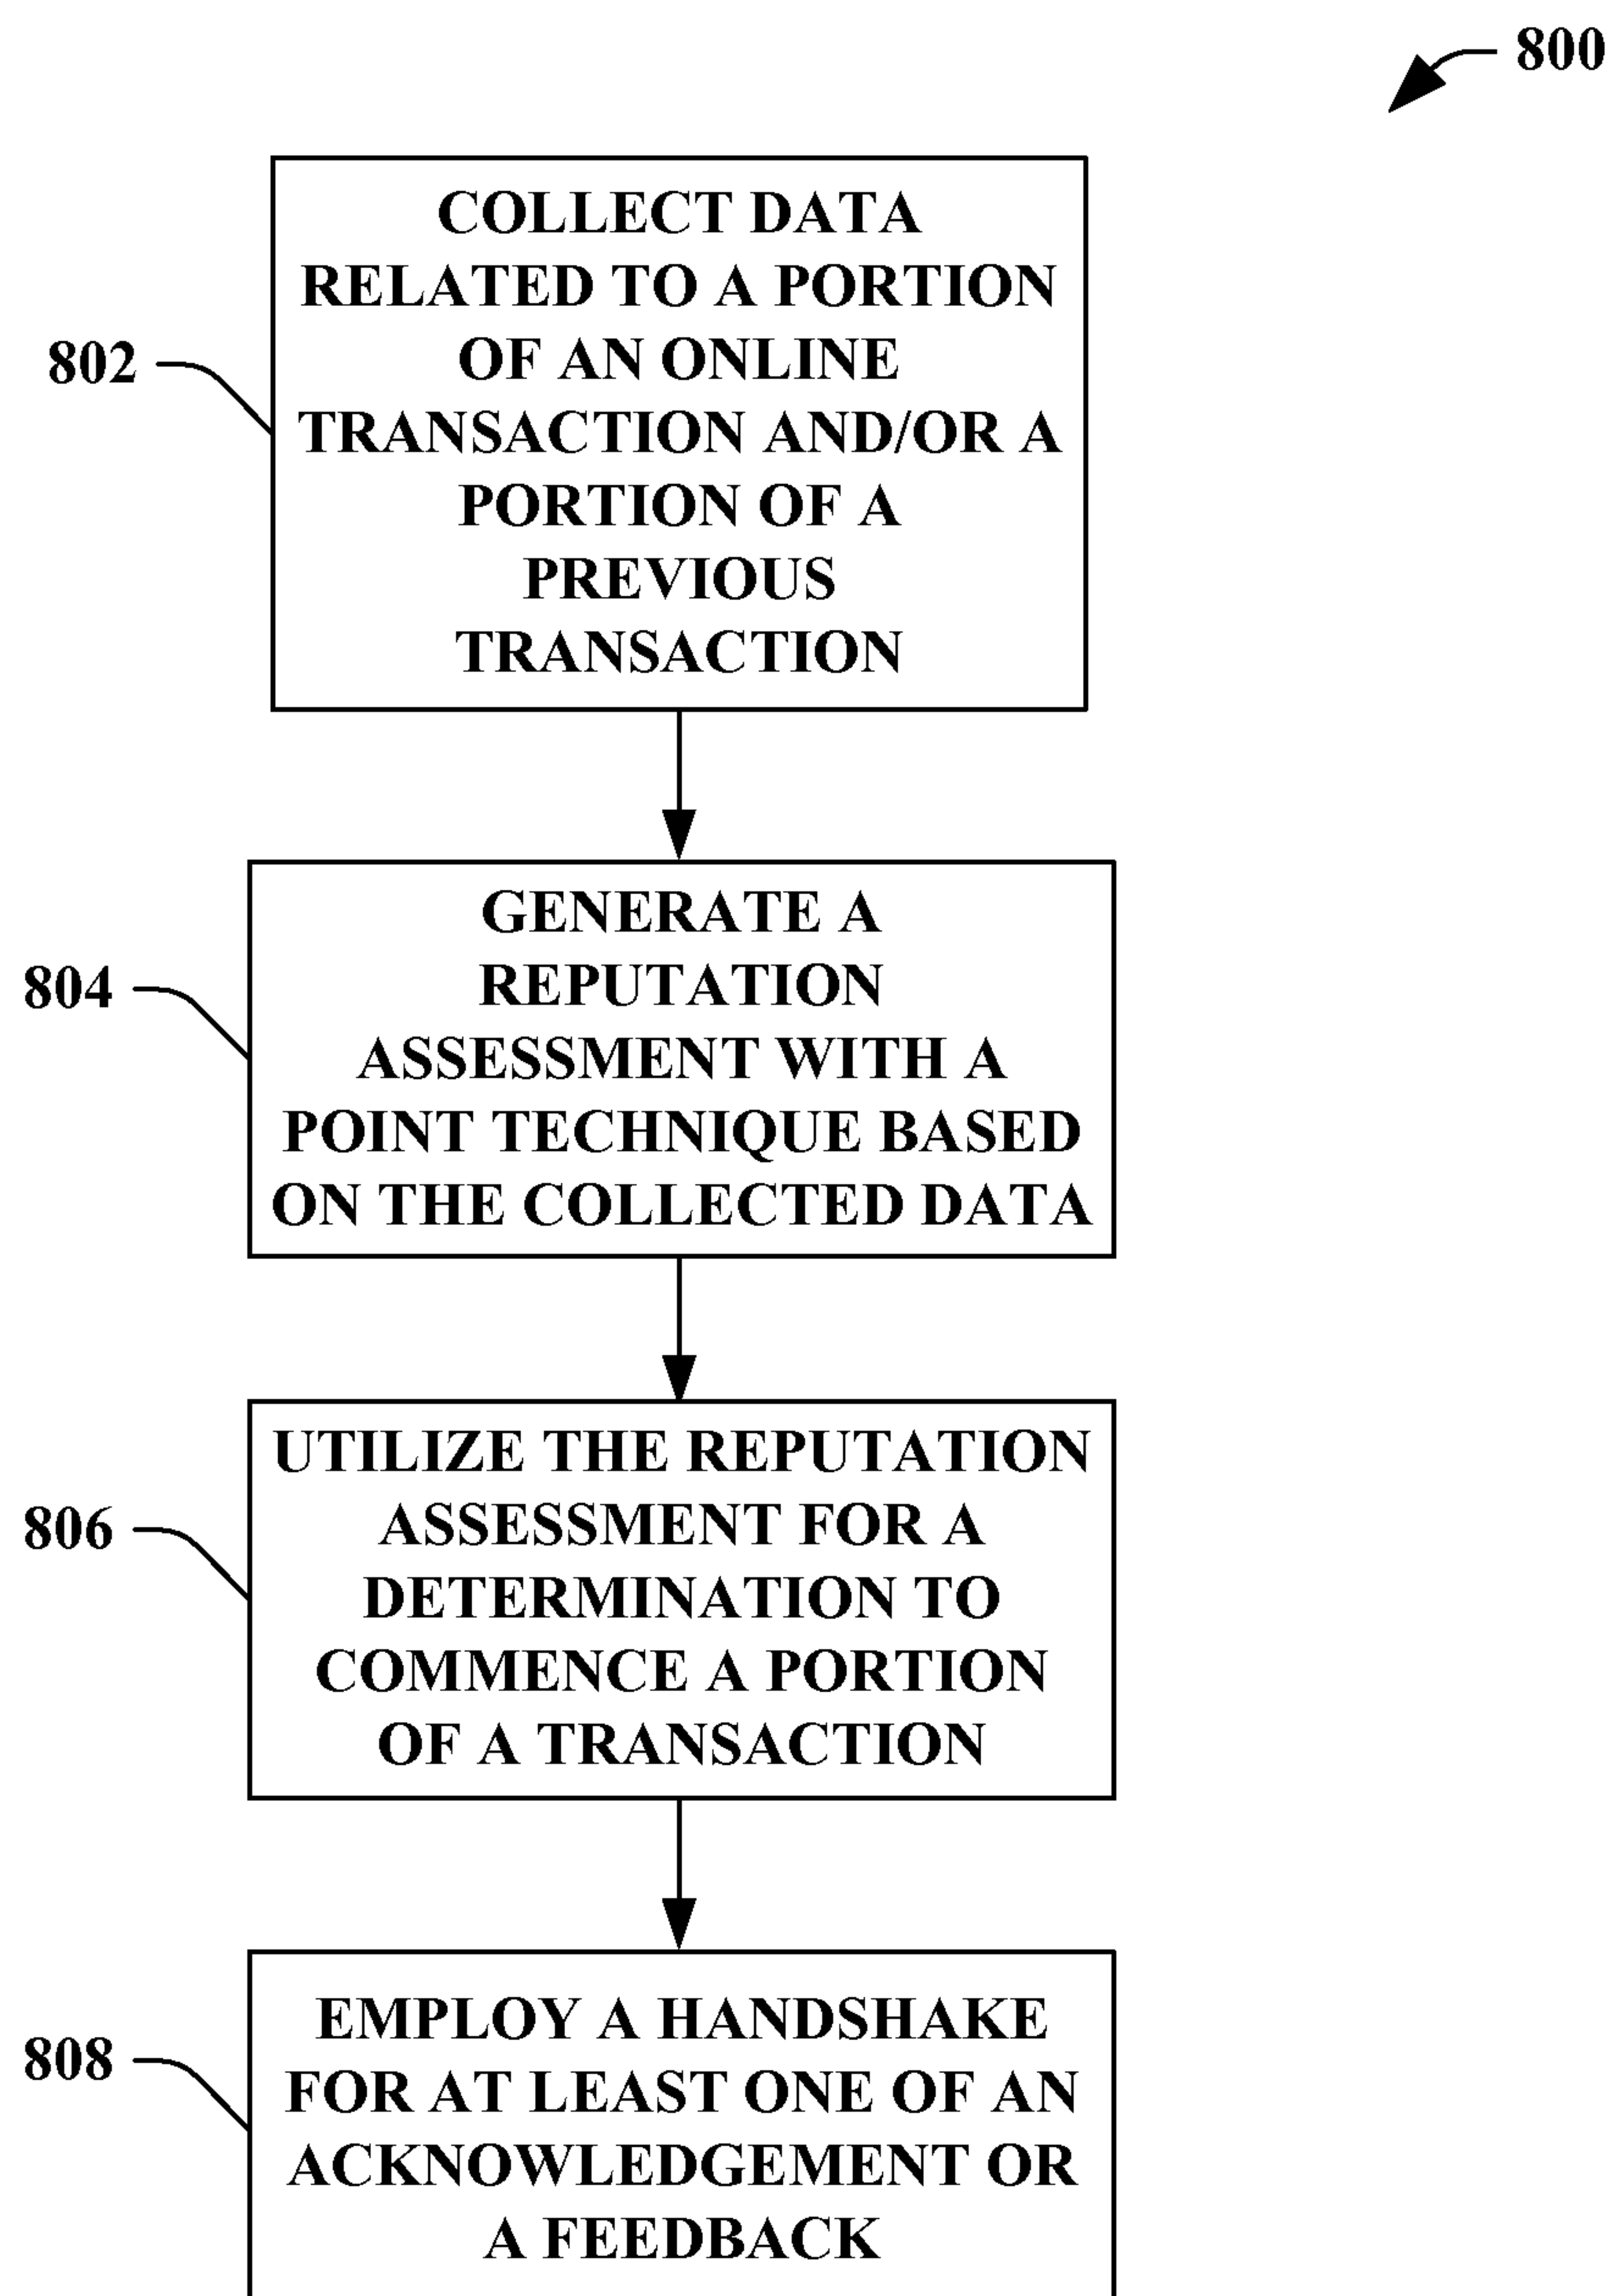 800
802
COLLECT DATA
RELATED TO A PORTION
OF AN ONLINE
TRANSACTION AND/OR A
PORTION OF A
PREVIOUS
TRANSACTION
804
GENERATE A
REPUTATION
ASSESSMENT WITH A
POINT TECHNIQUE BASED
ON THE COLLECTED DATA
806
UTILIZE THE REPUTATION
ASSESSMENT FOR A
DETERMINATION TO
COMMENCE A PORTION
OF A TRANSACTION
808
EMPLOY A HANDSHAKE
FOR AT LEAST ONE OF AN
ACKNOWLEDGEMENT OR
A FEEDBACK